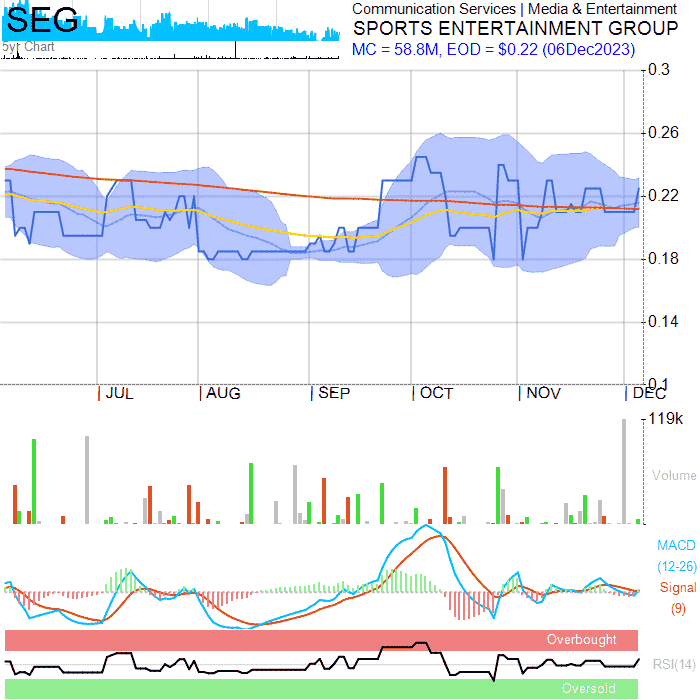 SEG
5yr Chart
Communication Services | Media & Entertainment
SPORTS ENTERTAINMENT GROUP
MC = 58.8M, EOD = $0.22 (06Dec2023)
0.3
0.26
0.22
0.18
0.14
0.1
JUL
AUG
SEP
OCT
NOV
DEC
119k
Volume
MACD
(12-26)
Signal
(9)
Overbought
RSI(14)
Oversold